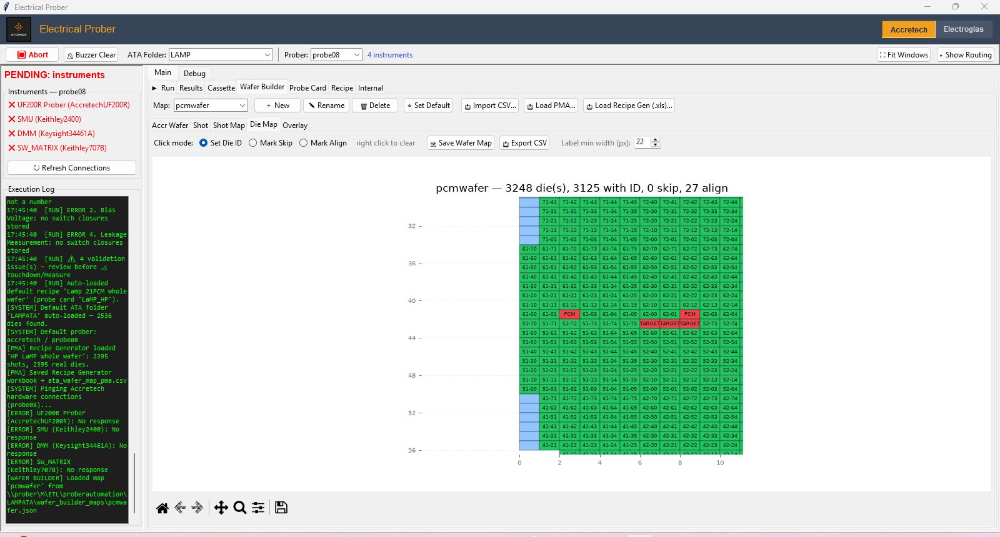 Electrical Prober
ATOMICA
Electrical Prober
Accretech
Electroglas
Abort
Buzzer Clear
ATA Folder:
LAMP
Prober:
probe08
4 instruments
Fit Windows
Show Routing
PENDING: instruments
Instruments — probe08
UF200R Prober (AccretechUF200R)
SMU (Keithley2400)
DMM (Keysight34461A)
SW_MATRIX (Keithley707B)
Refresh Connections
Execution Log
not a number
17:45:40 [RUN] ERROR 2. Bias
Voltage: no switch closures
stored
17:45:40 [RUN] ERROR 4. Leakage
Measurement: no switch closures
stored
17:45:40 [RUN] ⚠ 4 validation
issue(s) — review before
Touchdown/Measure
17:45:40 [RUN] Auto-loaded
default recipe 'Lamp 21PCM whole
wafer' (probe card 'LaMP_HP').
[SYSTEM] Default ATA folder
'LAMPATA' auto-loaded — 2536
dies found.
[SYSTEM] Default prober:
accretech / probe08
[PMA] Recipe Generator loaded
'HP LaMP whole wafer': 2395
shots, 2395 real dies.
[PMA] Saved Recipe Generator
workbook → ata_wafer_map_pma.csv
[SYSTEM] Pinging Accretech
hardware connections
(probe08)...
[ERROR] UF200R Prober
(AccretechUF200R): No response
[ERROR] SMU (Keithley2400): No
response
[ERROR] DMM (Keysight34461A): No
response
[ERROR] SW_MATRIX
(Keithley707B): No response
[WAFER BUILDER] Loaded map
'pcmwafer' from
\\prober\M\ETL\proberautomation\
LAMPATA\wafer_builder_maps\pcmwa
fer.json
Main Debug
Run Results Cassette Wafer Builder Probe Card Recipe Internal
Map: pcmwafer + New Rename Delete Set Default Import CSV... Load PMA... Load Recipe Gen (.xls)...
Accr Wafer Shot Shot Map Die Map Overlay
Click mode: Set Die ID Mark Skip Mark Align right click to clear Save Wafer Map Export CSV Label min width (px): 22
pcmwafer — 3248 die(s), 3125 with ID, 0 skip, 27 align
71-41 71-42 71-43 71-44 71-45 72-40 72-41 72-42 72-43 72-44
71-31 71-32 71-33 71-34 71-35 72-30 72-31 72-32 72-33 72-34
71-21 71-22 71-23 71-24 71-25 72-20 72-21 72-22 72-23 72-24
32 71-11 71-12 71-13 71-14 71-15 72-10 72-11 72-12 72-13 72-14
71-01 71-02 71-03 71-04 71-05 72-00 72-01 72-02 72-03 72-04
61-70 61-71 61-72 61-73 61-74 61-75 62-70 62-71 62-72 62-73 62-74
61-60 61-61 61-62 61-63 61-64 61-65 62-60 62-61 62-62 62-63 62-64
36 61-50 61-51 61-52 61-53 61-54 61-55 62-50 62-51 62-52 62-53 62-54
61-40 61-41 61-42 61-43 61-44 61-45 62-40 62-41 62-42 62-43 62-44
61-30 61-31 61-32 61-33 61-34 61-35 62-30 62-31 62-32 62-33 62-34
61-20 61-21 61-22 61-23 61-24 61-25 62-20 62-21 62-22 62-23 62-24
40 61-10 61-11 61-12 61-13 61-14 61-15 62-10 62-11 62-12 62-13 62-14
61-00 61-01 PCM 61-03 61-04 61-05 62-00 62-01 PCM 62-03 62-04
51-70 51-71 51-72 51-73 51-74 51-75 TARGET TARGET TARGET 52-73 52-74
51-60 51-61 51-62 51-63 51-64 51-65 52-60 52-61 52-62 52-63 52-64
44 51-50 51-51 51-52 51-53 51-54 51-55 52-50 52-51 52-52 52-53 52-54
51-40 51-41 51-42 51-43 51-44 51-45 52-40 52-41 52-42 52-43 52-44
51-30 51-31 51-32 51-33 51-34 51-35 52-30 52-31 52-32 52-33 52-34
51-20 51-21 51-22 51-23 51-24 51-25 52-20 52-21 52-22 52-23 52-24
48 51-10 51-11 51-12 51-13 51-14 51-15 52-10 52-11 52-12 52-13 52-14
51-00 51-01 51-02 51-03 51-04 51-05 52-00 52-01 52-02 52-03 52-04
41-71 41-72 41-73 41-74 41-75 42-70 42-71 42-72 42-73 42-74
41-61 41-62 41-63 41-64 41-65 42-60 42-61 42-62 42-63 42-64
52 41-51 41-52 41-53 41-54 41-55 42-50 42-51 42-52 42-53 42-54
41-41 41-42 41-43 41-44 41-45 42-40 42-41 42-42 42-43 42-44
41-31 41-32 41-33 41-34 41-35 42-30 42-31 42-32 42-33 42-34
41-21 41-22 41-23 41-24 41-25 42-20 42-21 42-22 42-23 42-24
56 41-12 41-13 41-14 41-15 42-10 42-11 42-12 42-13 42-14
0 2 4 6 8 10